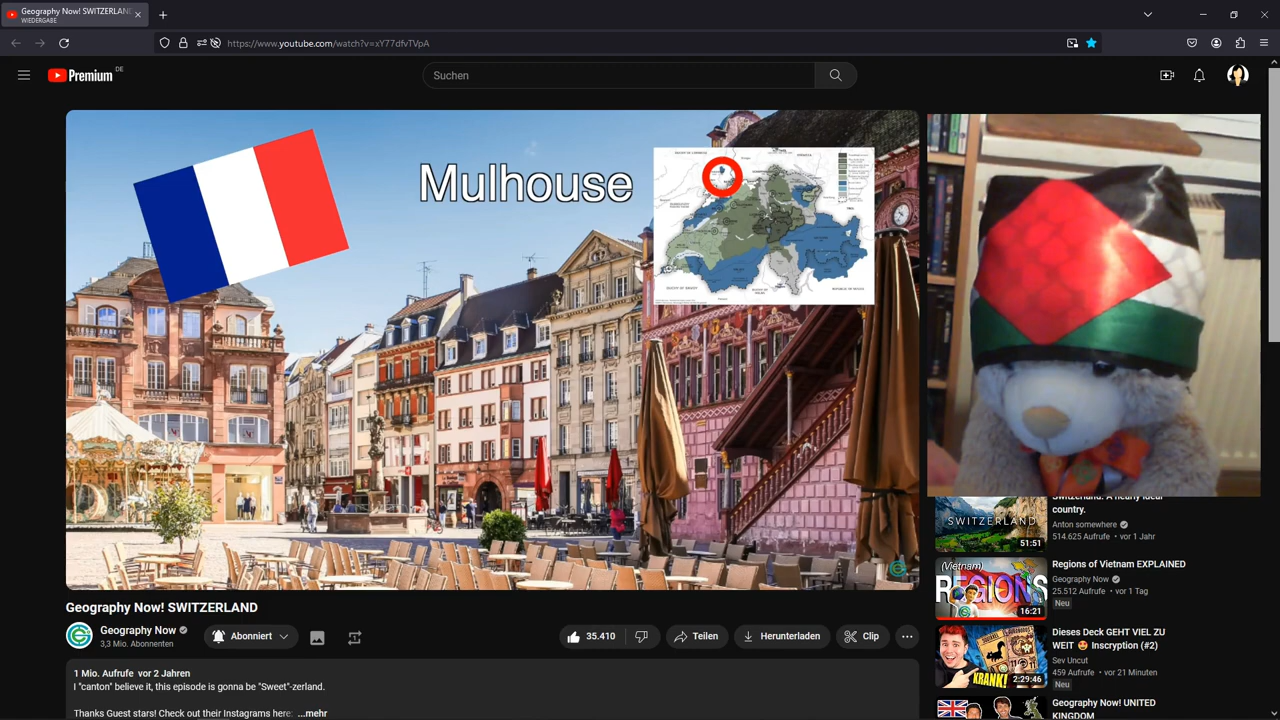 Geography Now! SWITZERLAND
WIEDERGABE
https://www.youtube.com/watch?v=xY77dfvTVpA
Premium DE
Suchen
Mulhouse
Geography Now! SWITZERLAND
Geography Now
3,3 Mio. Abonnenten
Abonniert
35.410
Teilen
Herunterladen
Clip
1 Mio. Aufrufe vor 2 Jahren
I "canton" believe it, this episode is gonna be "Sweet"-zerland.
Thanks Guest stars! Check out their Instagrams here: ...mehr
SWITZERLAND
51:51
Switzerland: A nearly ideal
country.
Anton somewhere
514.625 Aufrufe • vor 1 Jahr
(Vietnam)
REGIONS
16:21
Regions of Vietnam EXPLAINED
Geography Now
25.512 Aufrufe • vor 1 Tag
Neu
KRANK!
2:29:46
Dieses Deck GEHT VIEL ZU
WEIT 🤩 Inscryption (#2)
Sev Uncut
459 Aufrufe • vor 21 Minuten
Neu
Geography Now! UNITED
KINGDOM